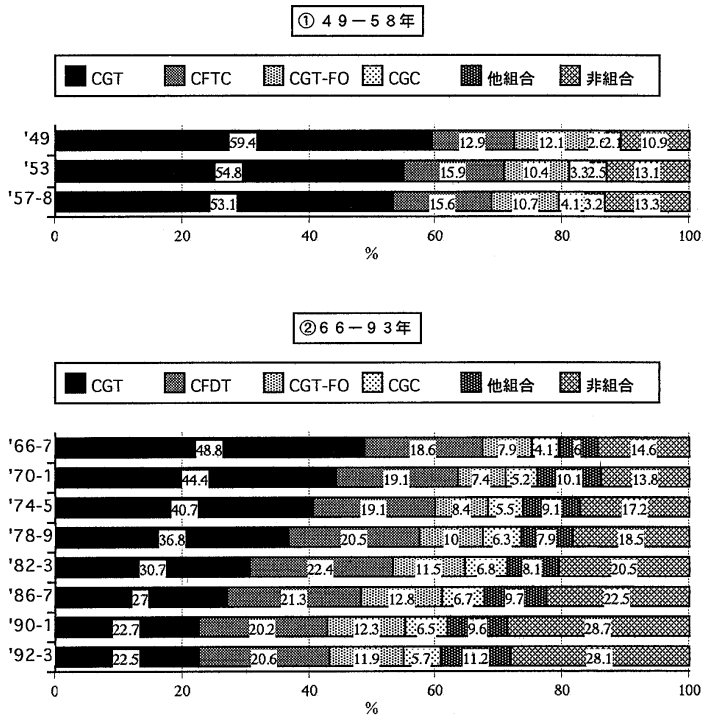 ① 49－58年
CGT CFTC CGT-FO CGC 他組合 非組合
'49 59.4 12.9 12.1 2.6 2.1 10.9
'53 54.8 15.9 10.4 3.3 2.5 13.1
'57-8 53.1 15.6 10.7 4.1 3.2 13.3
0 20 40 60 80 100
%
②66－93年
CGT CFDT CGT-FO CGC 他組合 非組合
'66-7 48.8 18.6 7.9 4.1 6 14.6
'70-1 44.4 19.1 7.4 5.2 10.1 13.8
'74-5 40.7 19.1 8.4 5.5 9.1 17.2
'78-9 36.8 20.5 10 6.3 7.9 18.5
'82-3 30.7 22.4 11.5 6.8 8.1 20.5
'86-7 27 21.3 12.8 6.7 9.7 22.5
'90-1 22.7 20.2 12.3 6.5 9.6 28.7
'92-3 22.5 20.6 11.9 5.7 11.2 28.1
0 20 40 60 80 100
%